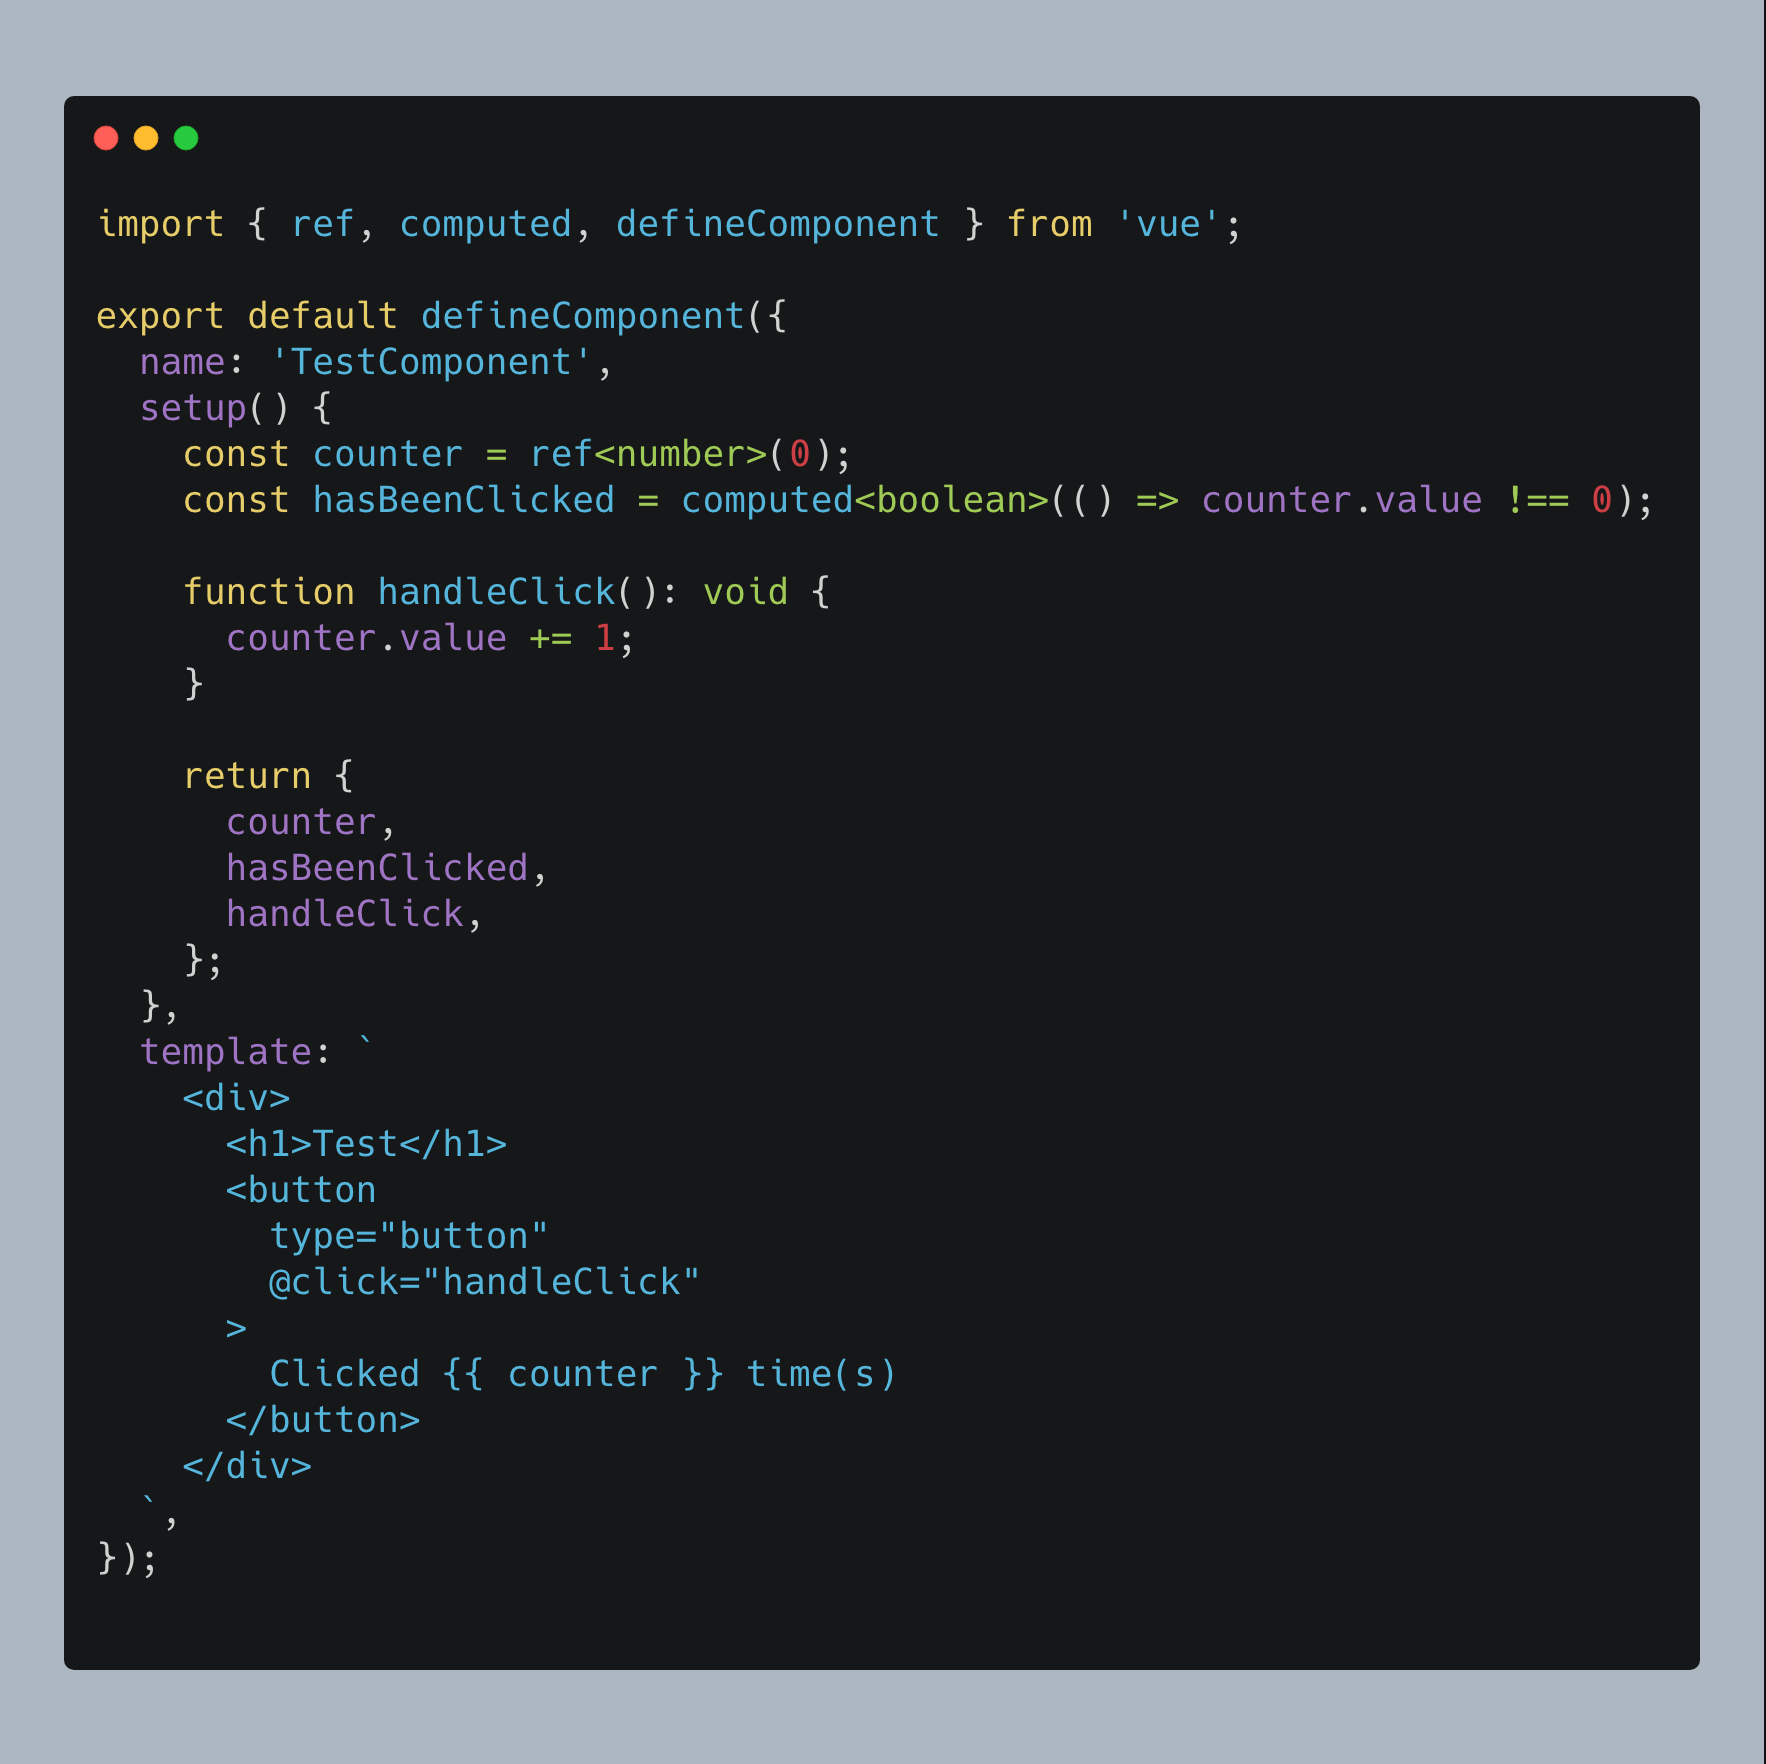 import { ref, computed, defineComponent } from 'vue';

export default defineComponent({
  name: 'TestComponent',
  setup() {
    const counter = ref<number>(0);
    const hasBeenClicked = computed<boolean>(() => counter.value !== 0);

    function handleClick(): void {
      counter.value += 1;
    }

    return {
      counter,
      hasBeenClicked,
      handleClick,
    };
  },
  template: `
    <div>
      <h1>Test</h1>
      <button
        type="button"
        @click="handleClick"
      >
        Clicked {{ counter }} time(s)
      </button>
    </div>
  `,
});